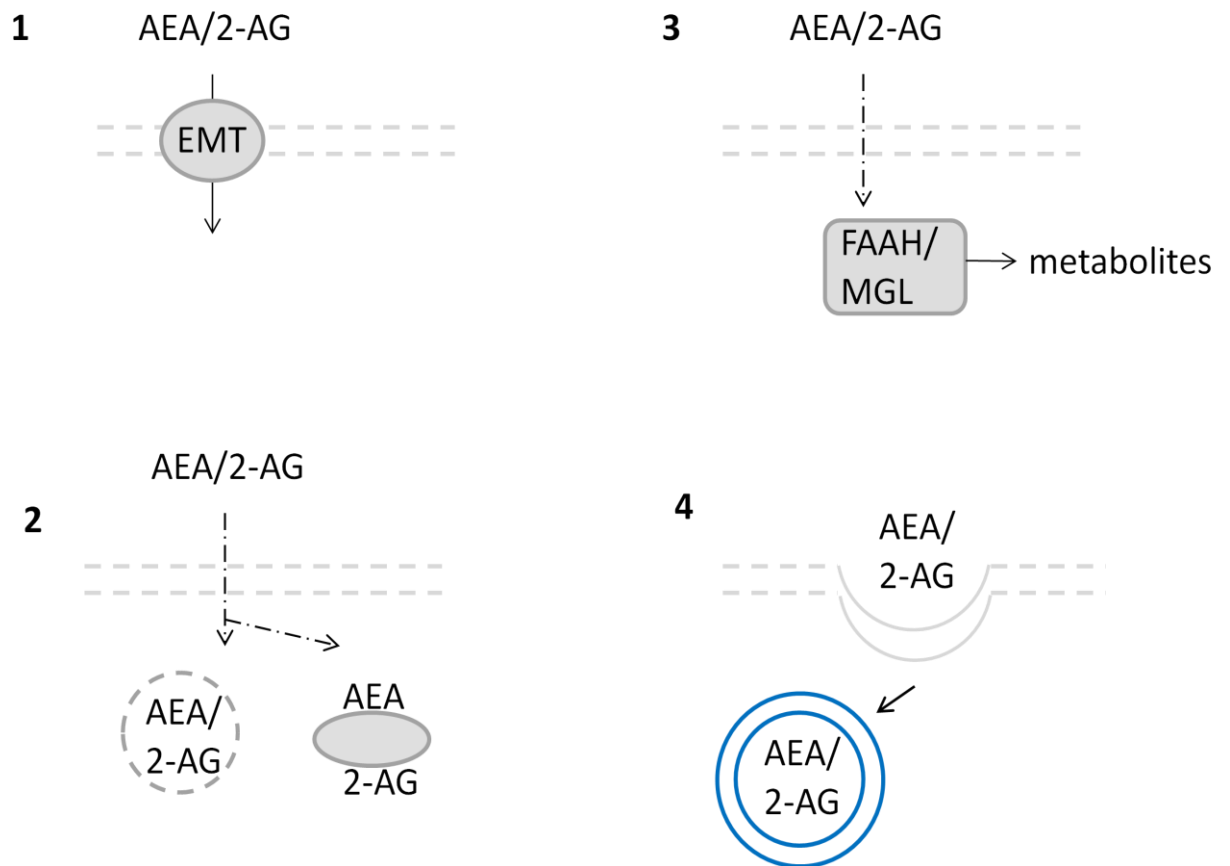 1
AEA/2-AG
EMT
3
AEA/2-AG
FAAH/
MGL
metabolites
2
AEA/2-AG
AEA/
2-AG
AEA
2-AG
4
AEA/
2-AG
AEA/
2-AG